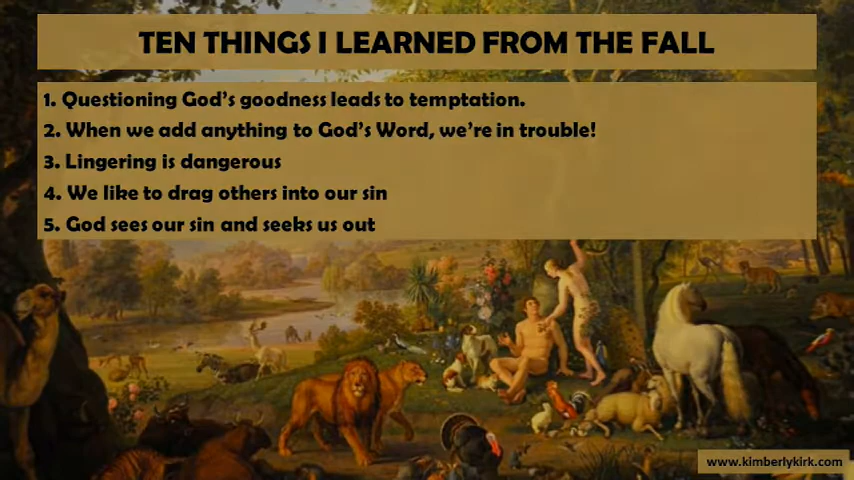 TEN THINGS I LEARNED FROM THE FALL
1. Questioning God's goodness leads to temptation.
2. When we add anything to God's Word, we're in trouble!
3. Lingering is dangerous
4. We like to drag others into our sin
5. God sees our sin and seeks us out
www.kimberlykirk.com